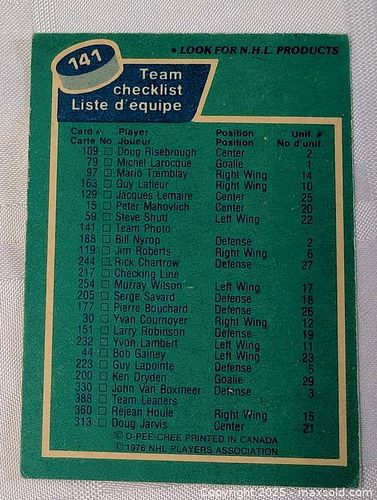 • LOOK FOR N.H.L. PRODUCTS
141
Team
checklist
Liste d'équipe
Card #. Player Position Unif. #
Carte No Joueur Position No d'unif.
109 □ Doug Risebrough Center 2
79 □ Michel Larocque Goalie 1
97 □ Mario Tremblay Right Wing 14
163 □ Guy Lafleur Right Wing 10
129 □ Jacques Lemaire Center 25
15 □ Peter Mahovlich Center 20
59 □ Steve Shutt Left Wing 22
141 □ Team Photo
188 □ Bill Nyrop Defense 2
119 □ Jim Roberts Right Wing 6
244 □ Rick Chartrow Defense 27
217 □ Checking Line
254 □ Murray Wilson Left Wing 17
205 □ Serge Savard Defense 18
177 □ Pierre Bouchard Defense 26
30 □ Yvan Cournoyer Right Wing 12
151 □ Larry Robinson Defense 19
232 □ Yvon Lambert Left Wing 11
44 □ Bob Gainey Left Wing 23
223 □ Guy Lapointe Defense 5
200 □ Ken Dryden Goalie 29
330 □ John Van Boxmeer Defense 3
388 □ Team Leaders
360 □ Rejean Houle Right Wing 15
313 □ Doug Jarvis Center 21
© O-PEE-CHEE PRINTED IN CANADA
© 1976 NHL PLAYERS ASSOCIATION